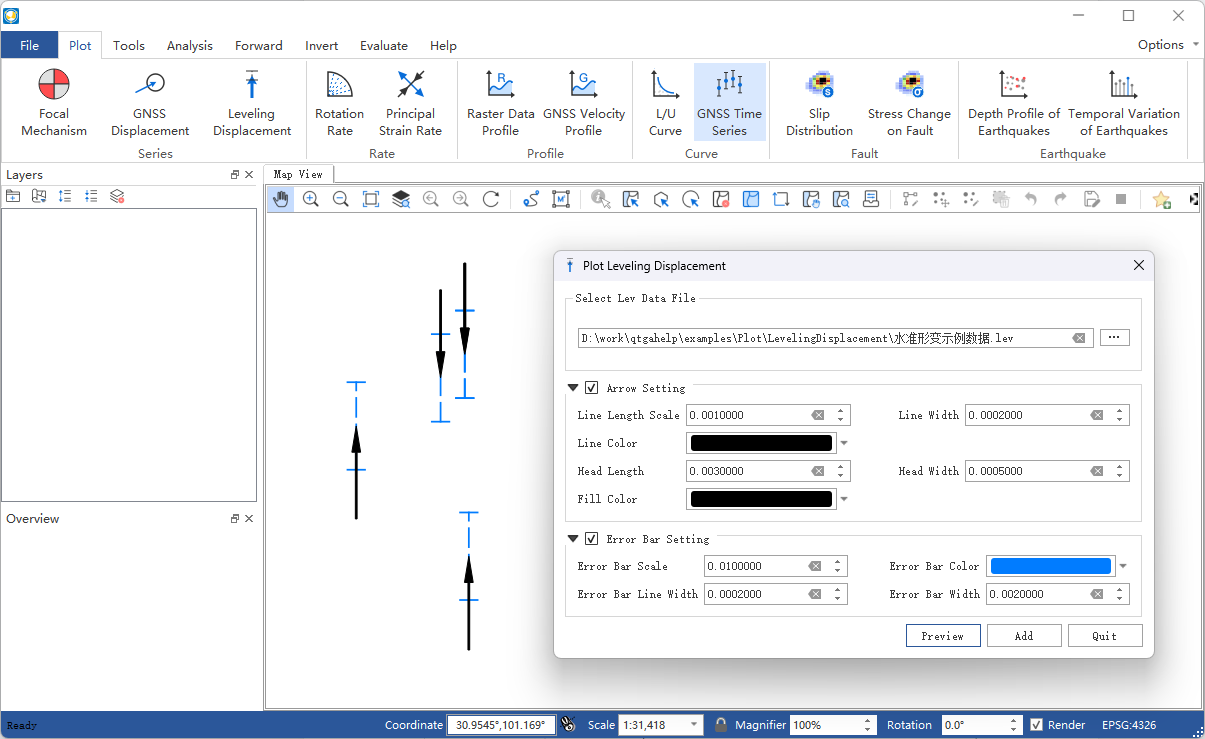 File Plot Tools Analysis Forward Invert Evaluate Help Options
Focal Mechanism
GNSS Displacement
Leveling Displacement
Series
Rotation Rate
Principal Strain Rate
Rate
Raster Data Profile
GNSS Velocity Profile
Profile
L/U Curve
GNSS Time Series
Curve
Slip Distribution
Stress Change on Fault
Fault
Depth Profile of Earthquakes
Temporal Variation of Earthquakes
Earthquake
Layers
Map View
Overview
Plot Leveling Displacement
Select Lev Data File
D:\work\qtgahelp\examples\Plot\LevelingDisplacement\水准形变示例数据.lev ...
Arrow Setting
Line Length Scale 0.0010000 Line Width 0.0002000
Line Color
Head Length 0.0030000 Head Width 0.0005000
Fill Color
Error Bar Setting
Error Bar Scale 0.0100000 Error Bar Color
Error Bar Line Width 0.0002000 Error Bar Width 0.0020000
Preview Add Quit
Ready Coordinate 30.9545°,101.169° Scale 1:31,418 Magnifier 100% Rotation 0.0° Render EPSG:4326